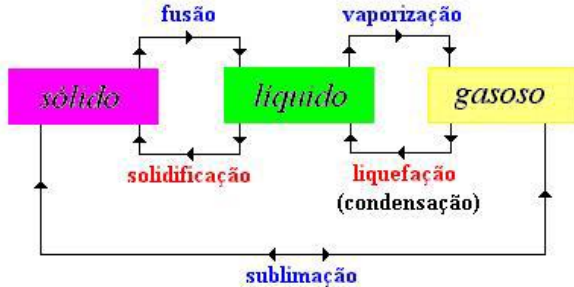 fusão
vaporização
sólido
líquido
gasoso
solidificação
liquefação
(condensação)
sublimação